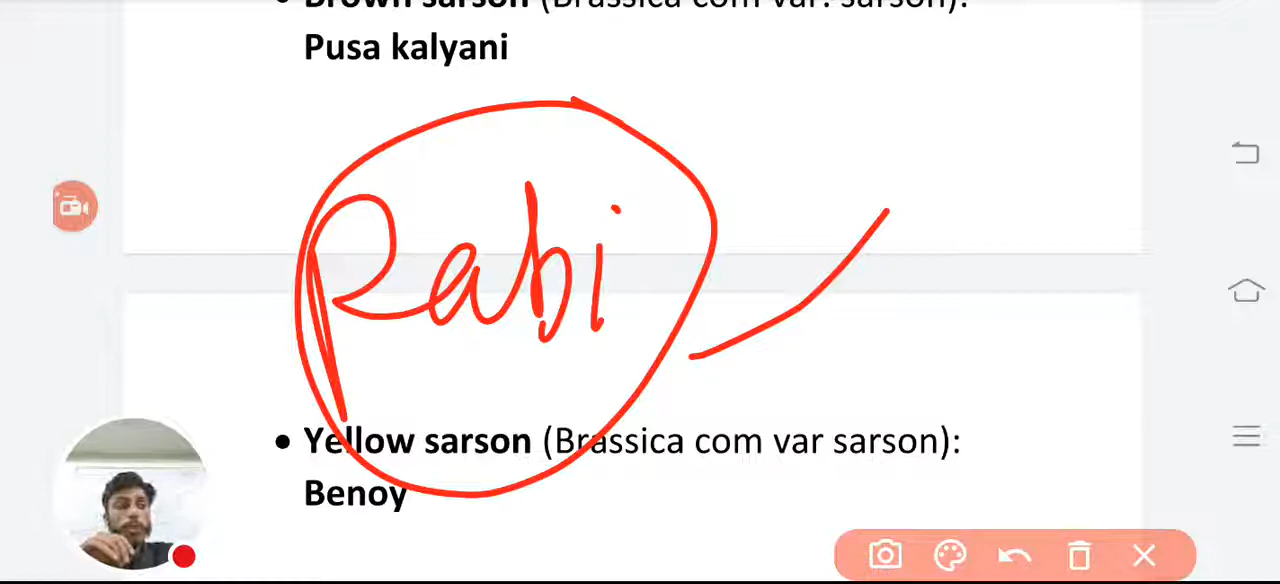 • Brown sarson (Brassica com var. sarson):
Pusa kalyani
Rabi
• Yellow sarson (Brassica com var sarson):
Benoy